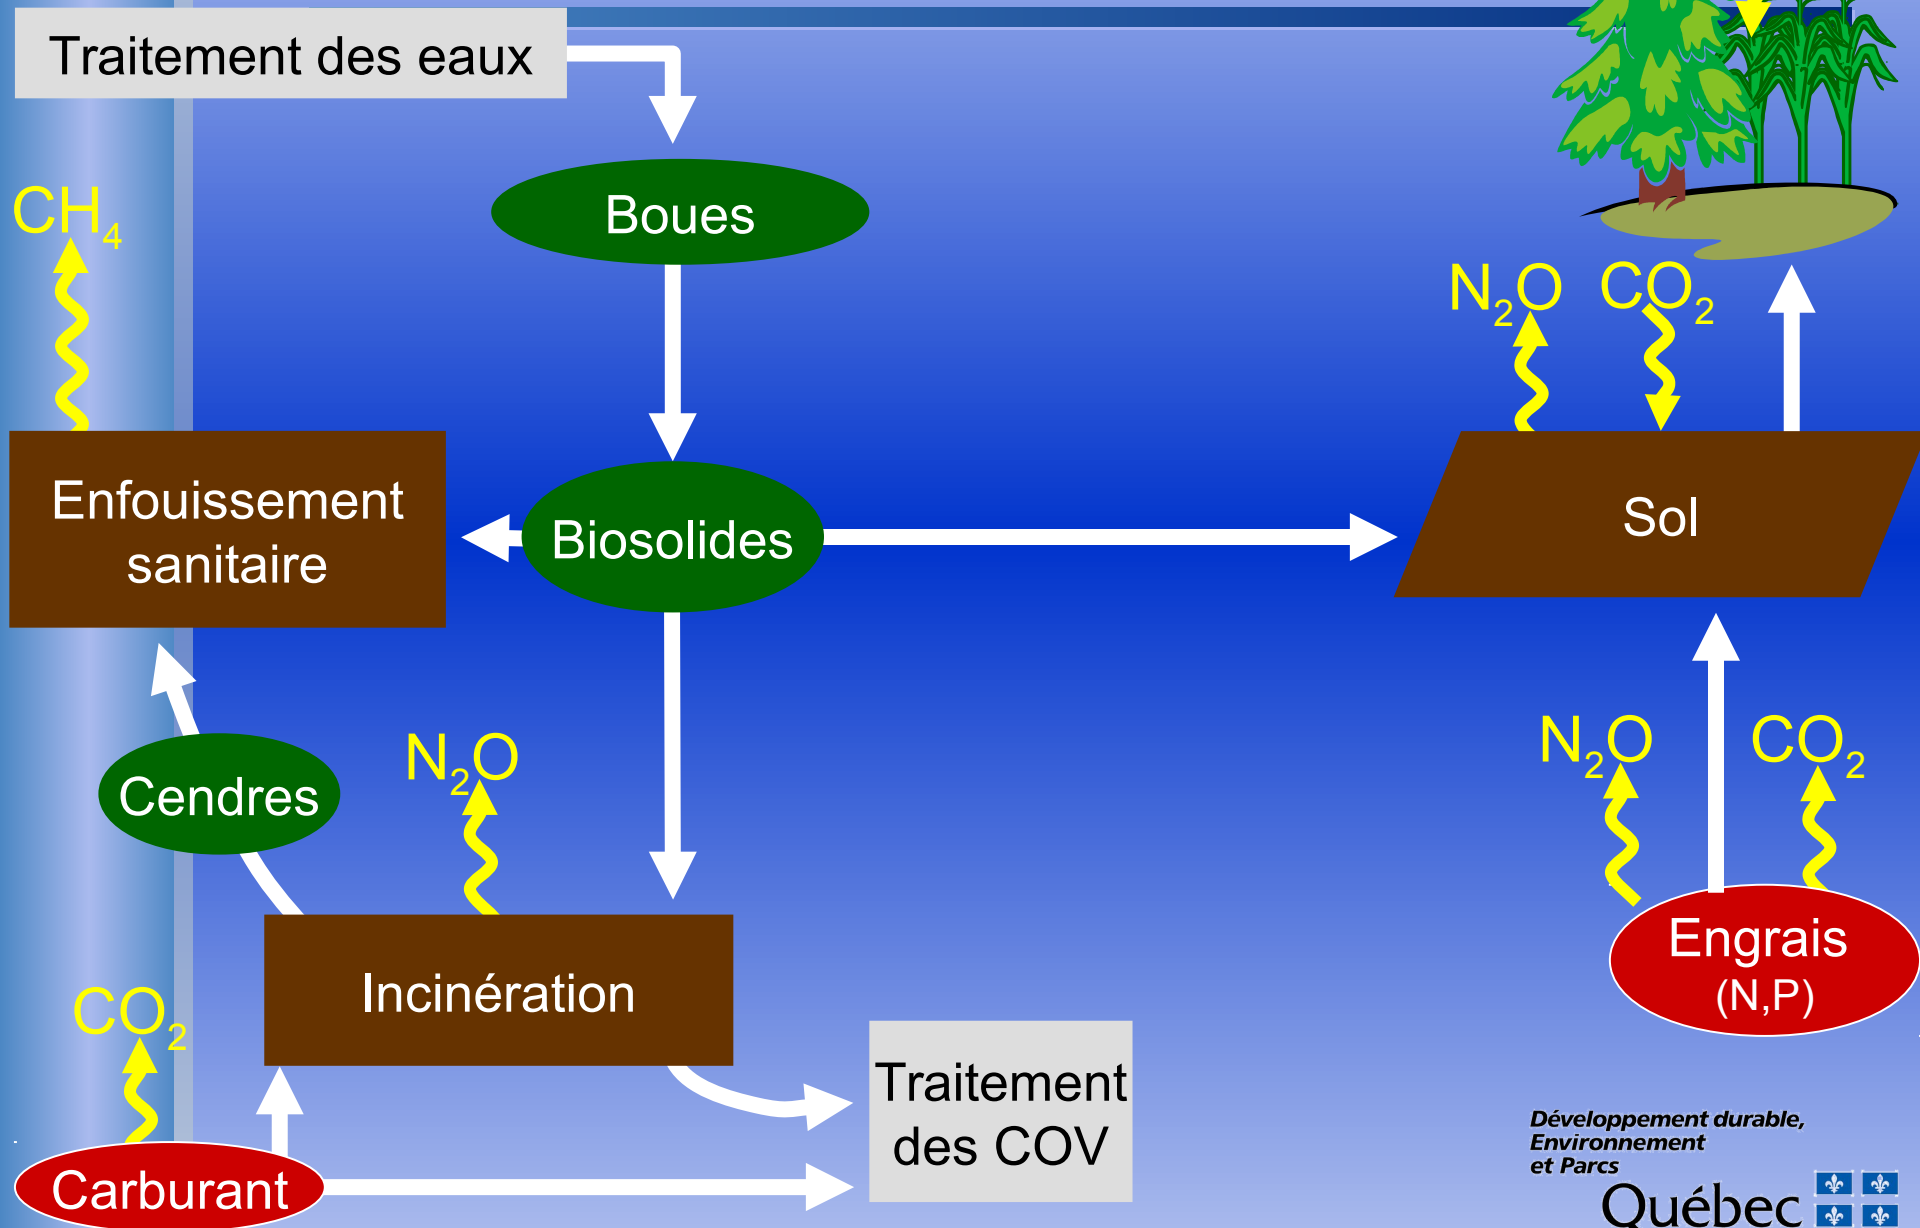 Traitement des eaux
Boues
CH₄
N₂O CO₂
Enfouissement
sanitaire
Biosolides
Sol
Cendres
N₂O
N₂O CO₂
Engrais
(N,P)
Incinération
CO₂
Traitement
des COV
Carburant
Développement durable,
Environnement
et Parcs
Québec